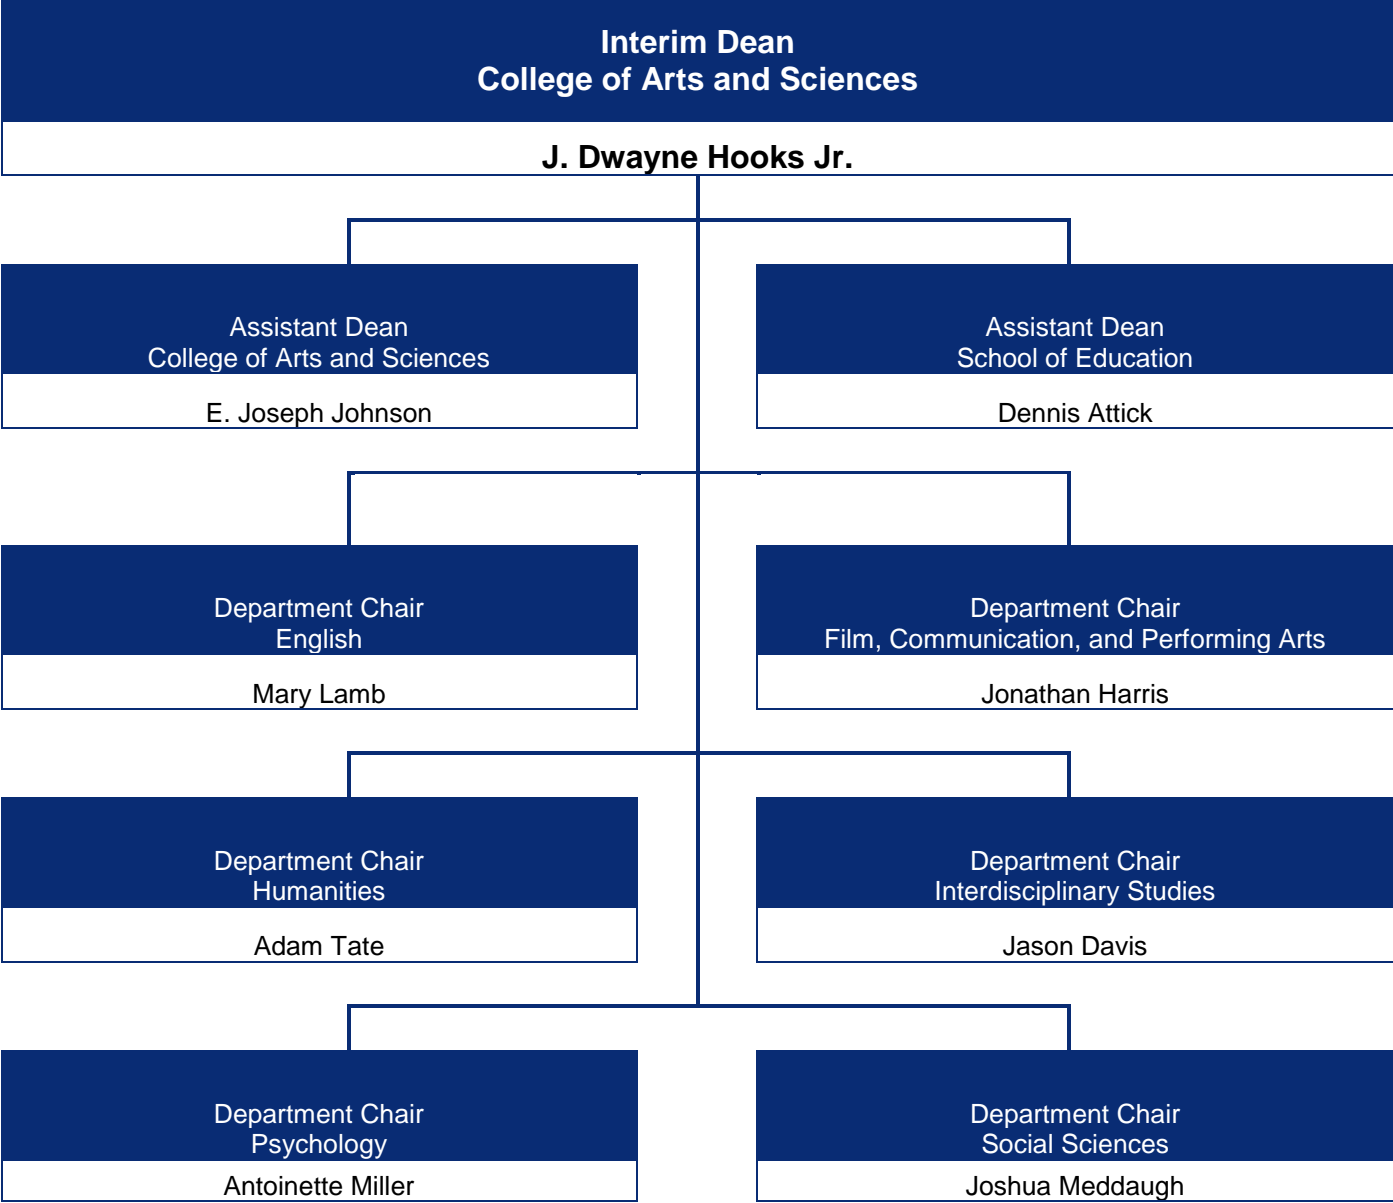 Interim Dean
College of Arts and Sciences
J. Dwayne Hooks Jr.
Assistant Dean
College of Arts and Sciences
E. Joseph Johnson
Assistant Dean
School of Education
Dennis Attick
Department Chair
English
Mary Lamb
Department Chair
Film, Communication, and Performing Arts
Jonathan Harris
Department Chair
Humanities
Adam Tate
Department Chair
Interdisciplinary Studies
Jason Davis
Department Chair
Psychology
Antoinette Miller
Department Chair
Social Sciences
Joshua Meddaugh